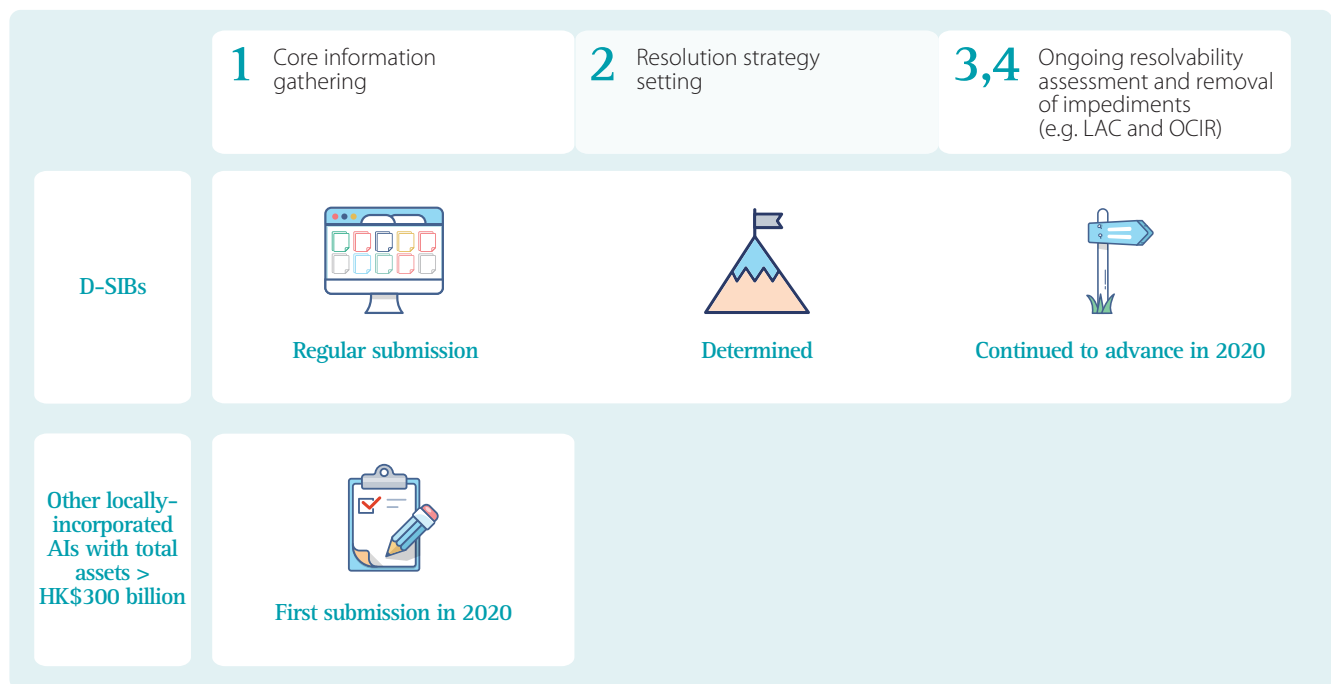 1 Core information
gathering
2 Resolution strategy
setting
3,4 Ongoing resolvability
assessment and removal
of impediments
(e.g. LAC and OCIR)
D-SIBs
Regular submission
Determined
Continued to advance in 2020
Other locally-
incorporated
AIs with total
assets >
HK$300 billion
First submission in 2020